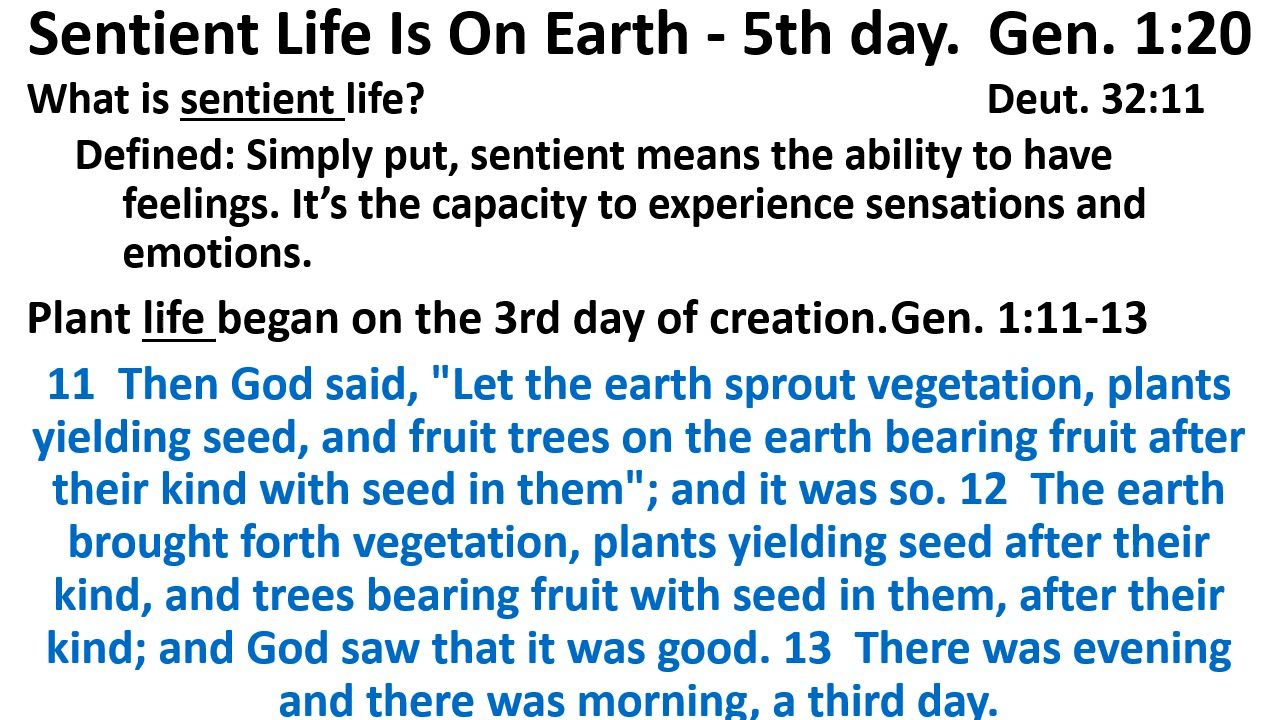 Sentient Life Is On Earth - 5th day.  Gen. 1:20
What is sentient life? Deut. 32:11
Defined: Simply put, sentient means the ability to have
feelings. It’s the capacity to experience sensations and
emotions.
Plant life began on the 3rd day of creation.Gen. 1:11-13
11  Then God said, "Let the earth sprout vegetation, plants
yielding seed, and fruit trees on the earth bearing fruit after
their kind with seed in them"; and it was so. 12  The earth
brought forth vegetation, plants yielding seed after their
kind, and trees bearing fruit with seed in them, after their
kind; and God saw that it was good. 13  There was evening
and there was morning, a third day.